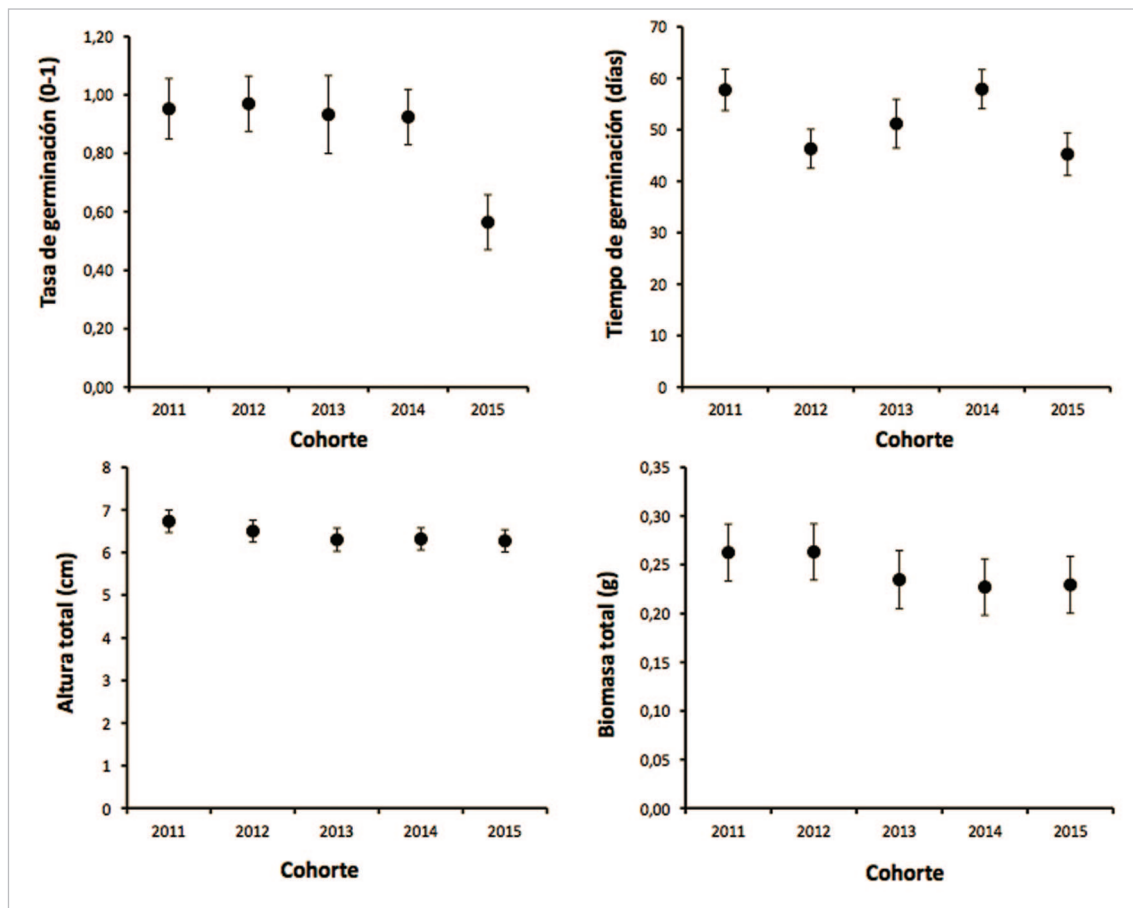 Tasa de germinación (0-1)
1,20
1,00
0,80
0,60
0,40
0,20
0,00
2011 2012 2013 2014 2015
Cohorte
Tiempo de germinación (días)
70
60
50
40
30
20
10
0
2011 2012 2013 2014 2015
Cohorte
Altura total (cm)
8
7
6
5
4
3
2
1
0
2011 2012 2013 2014 2015
Cohorte
Biomasa total (g)
0,35
0,30
0,25
0,20
0,15
0,10
0,05
0,00
2011 2012 2013 2014 2015
Cohorte